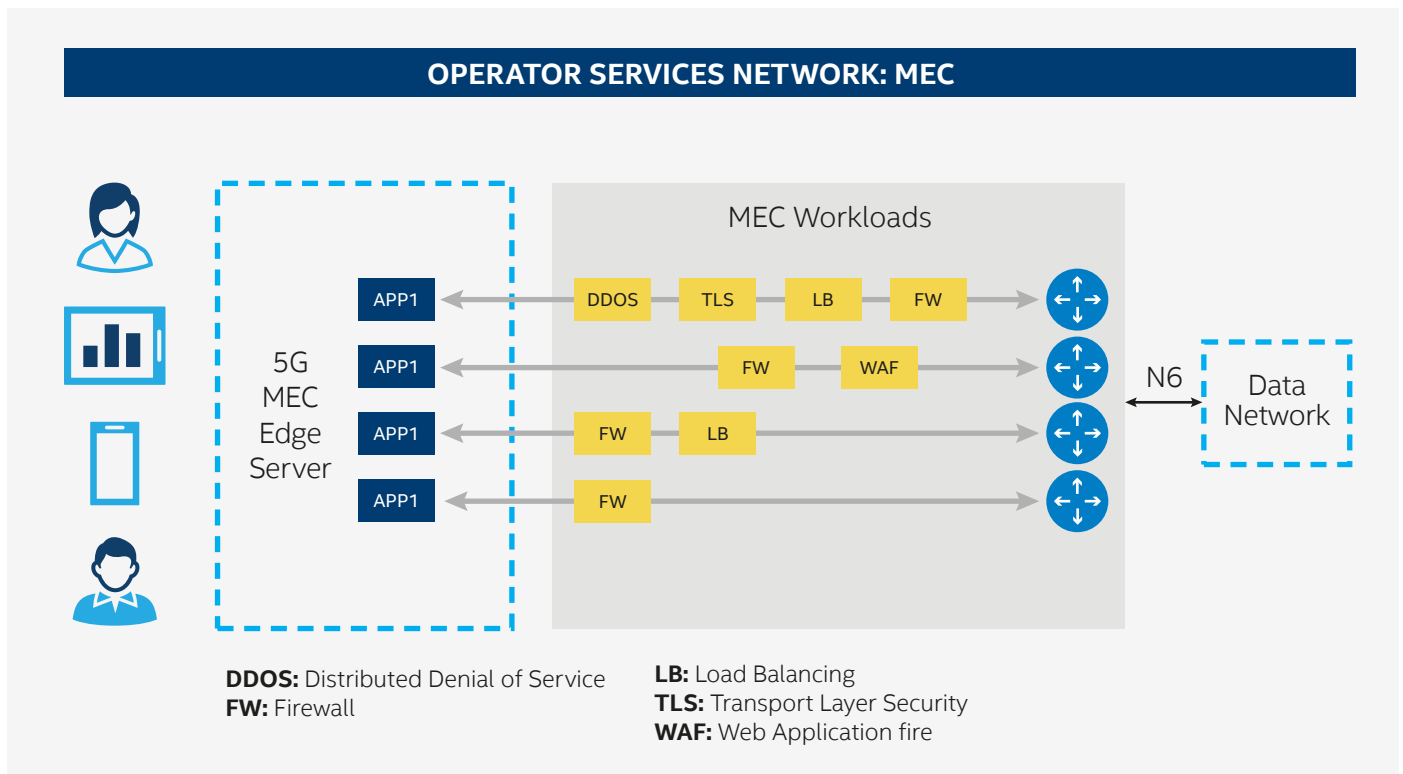 OPERATOR SERVICES NETWORK: MEC
MEC Workloads
5G
MEC
Edge
Server
APP1
DDOS
TLS
LB
FW
APP1
FW
WAF
APP1
FW
LB
APP1
FW
N6
Data
Network
DDOS: Distributed Denial of Service
FW: Firewall
LB: Load Balancing
TLS: Transport Layer Security
WAF: Web Application fire